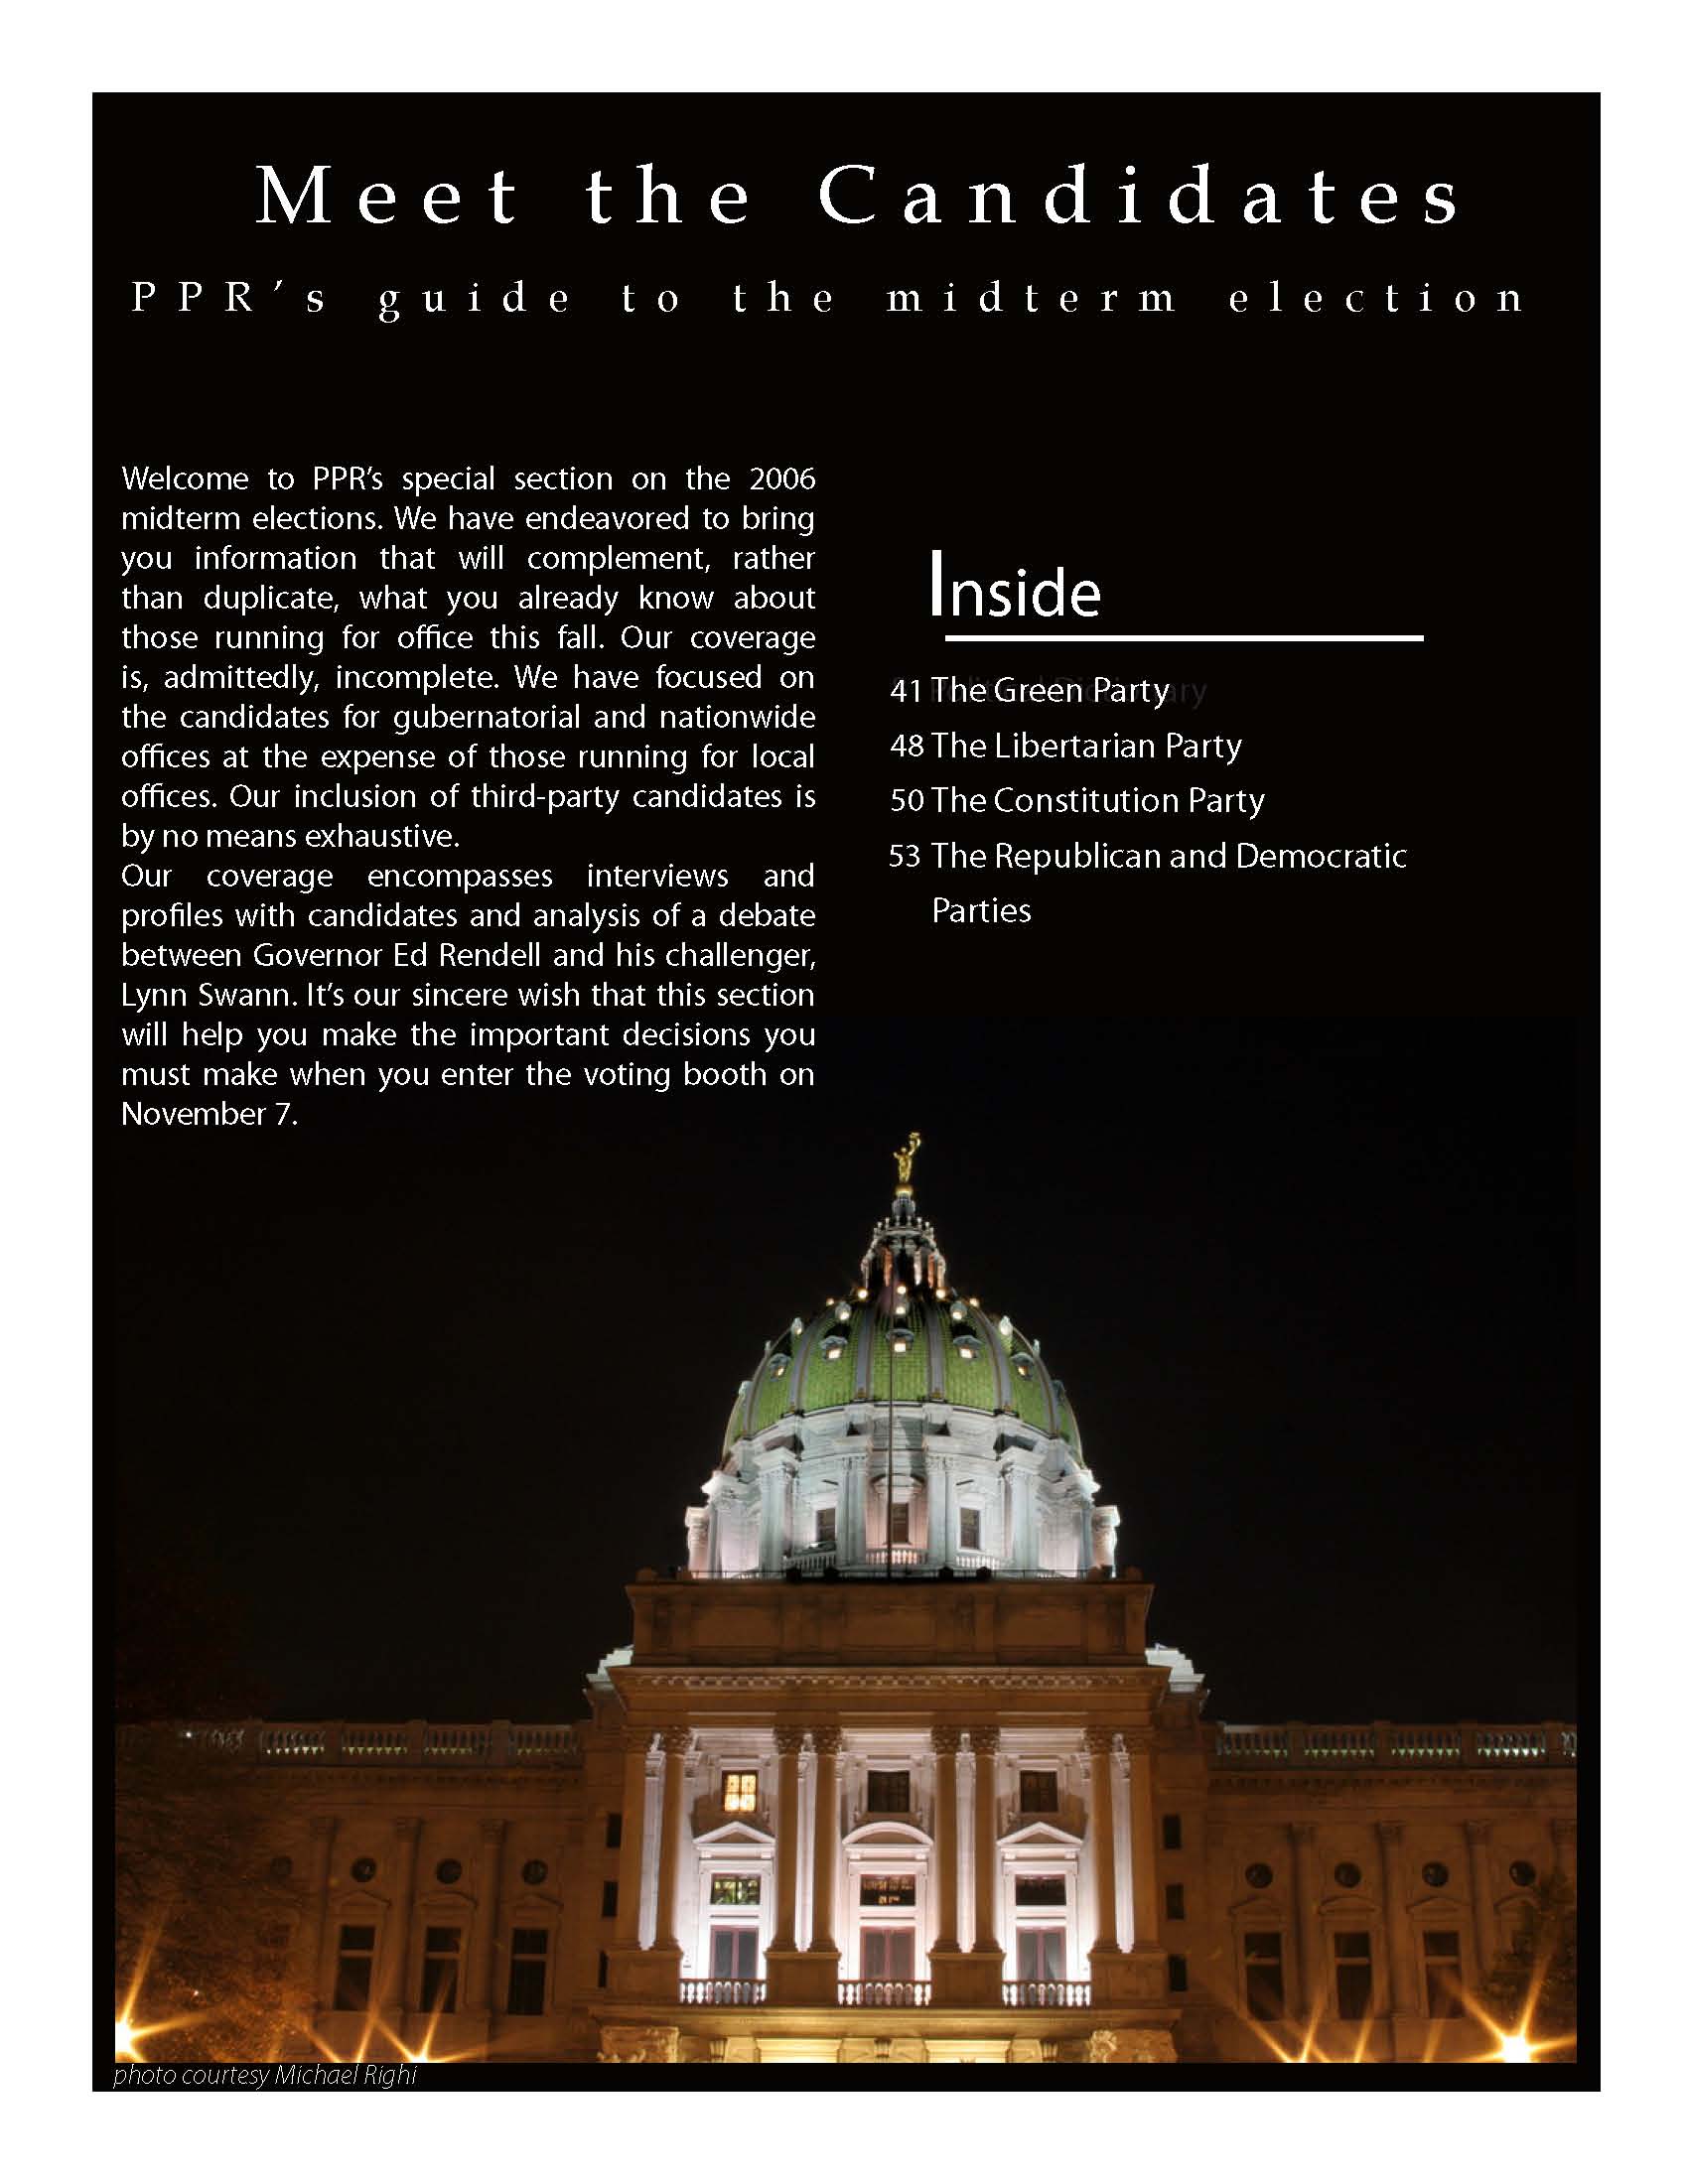 Meet the Candidates
PPR's guide to the midterm election
Welcome to PPR's special section on the 2006
midterm elections. We have endeavored to bring
you information that will complement, rather
than duplicate, what you already know about
those running for office this fall. Our coverage
is, admittedly, incomplete. We have focused on
the candidates for gubernatorial and nationwide
offices at the expense of those running for local
offices. Our inclusion of third-party candidates is
by no means exhaustive.
Our coverage encompasses interviews and
profiles with candidates and analysis of a debate
between Governor Ed Rendell and his challenger,
Lynn Swann. It's our sincere wish that this section
will help you make the important decisions you
must make when you enter the voting booth on
November 7.
Inside
41 The Green Party
48 The Libertarian Party
50 The Constitution Party
53 The Republican and Democratic
Parties
photo courtesy Michael Righi